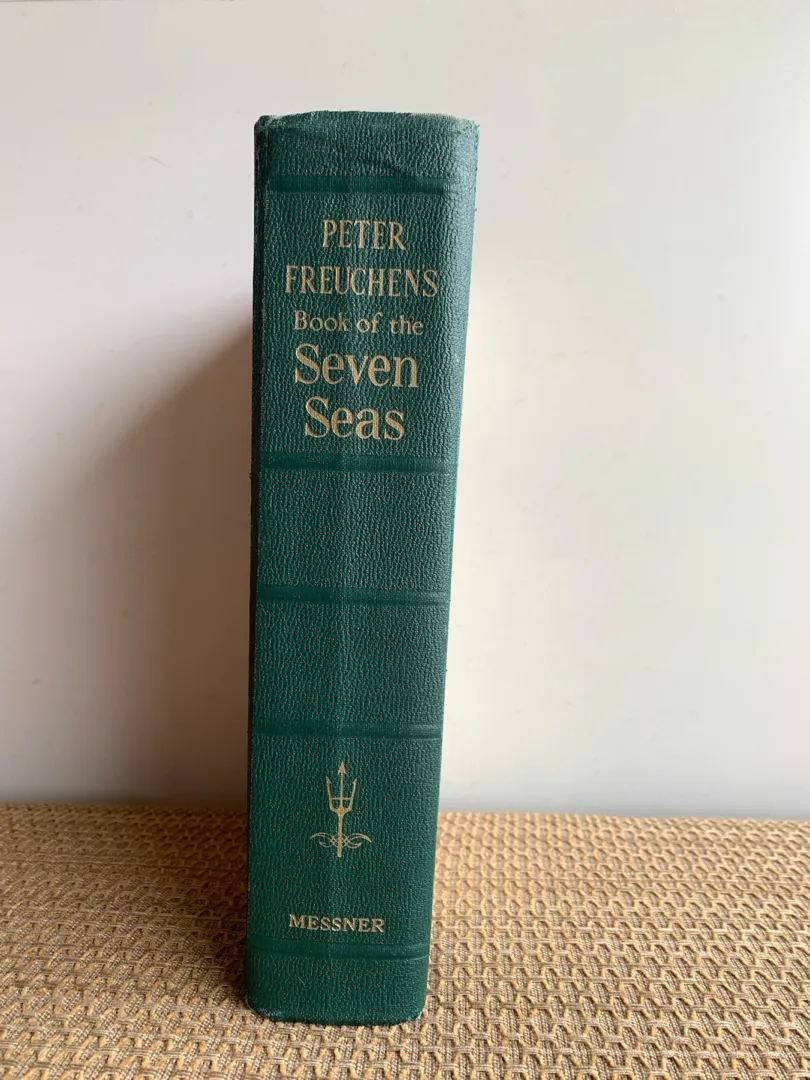 PETER
FREUCHENS
Book of the
Seven
Seas
MESSNER